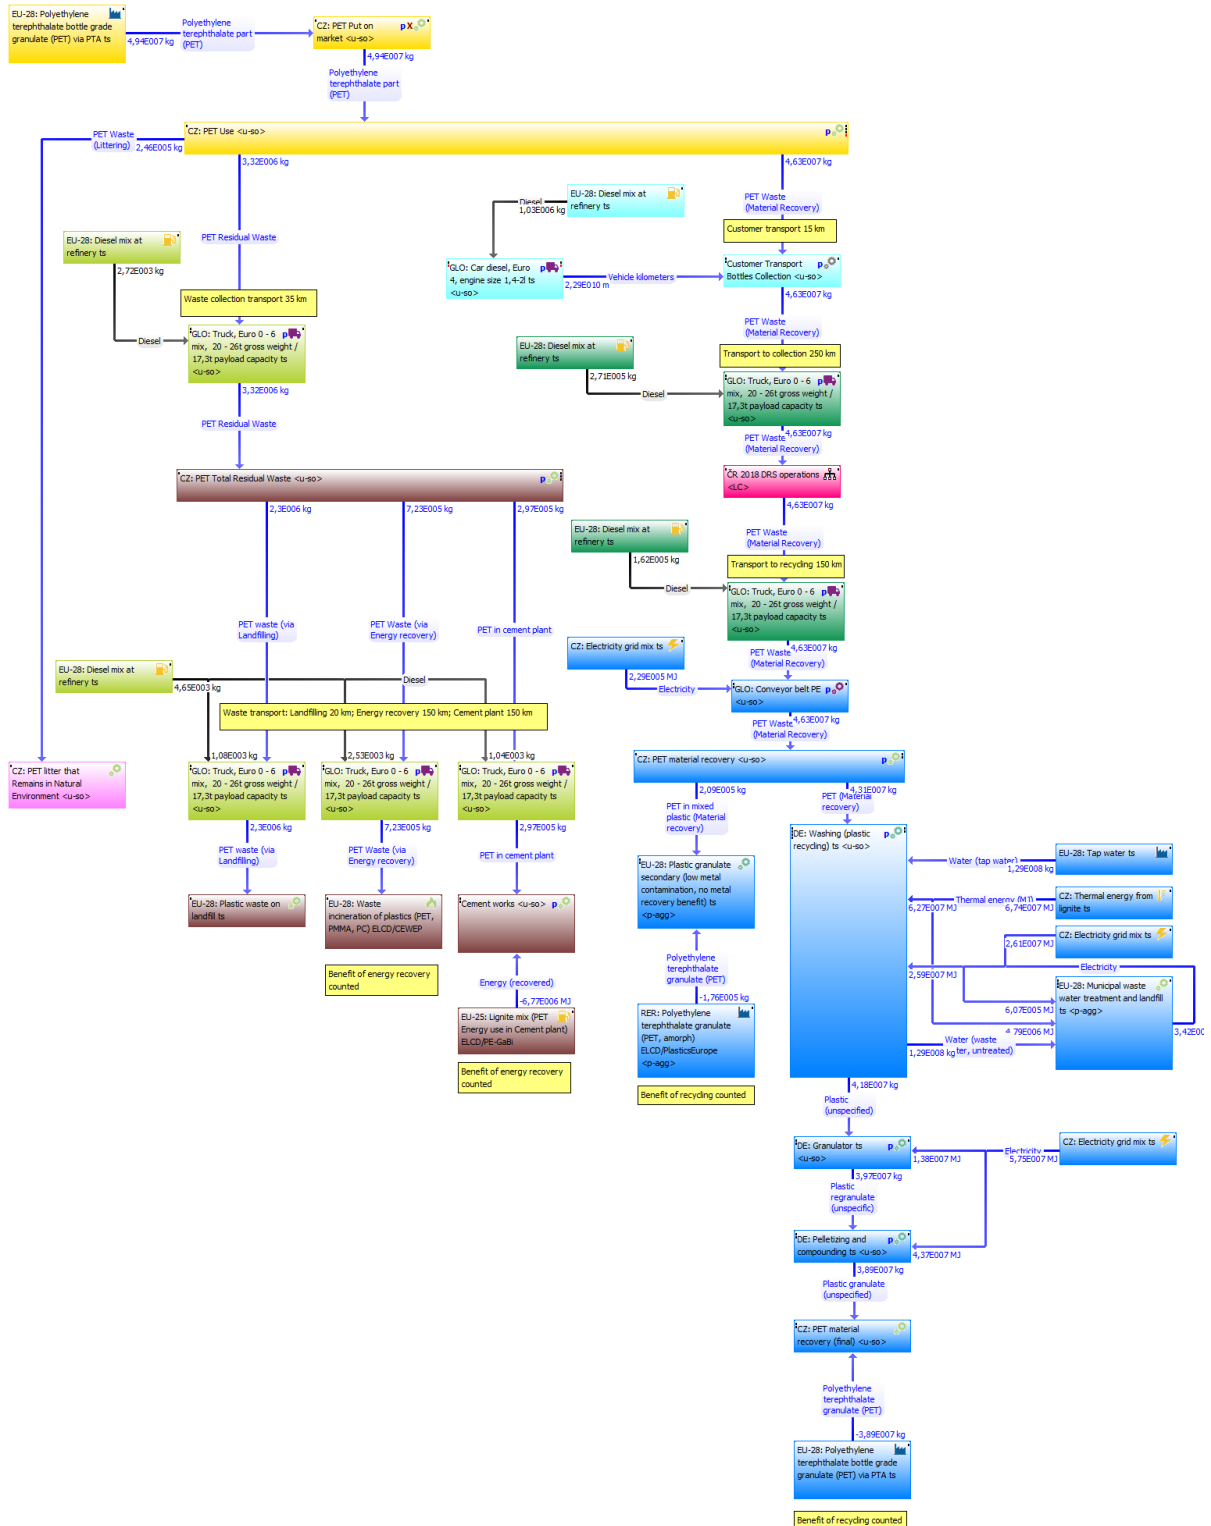 EU-28: Polyethylene
terephthalate bottle grade
granulate (PET) via PTA ts
4,94E007 kg
Polyethylene
terephthalate part
(PET)
CZ: PET Put on
market <u-so>
pX
4,94E007 kg
Polyethylene
terephthalate part
(PET)
CZ: PET Use <u-so>
p
PET Waste
(Littering)
2,46E005 kg
3,32E006 kg
4,63E007 kg
PET Waste
(Material Recovery)
EU-28: Diesel mix at
refinery ts
Diesel
1,03E006 kg
Customer transport 15 km
PET Residual Waste
EU-28: Diesel mix at
refinery ts
2,72E003 kg
GLO: Car diesel, Euro
4, engine size 1,4-2l ts
<u-so>
p
Vehicle kilometers
2,29E010 m
Customer Transport
Bottles Collection <u-so>
p
4,63E007 kg
Waste collection transport 35 km
PET Waste
(Material Recovery)
Diesel
GLO: Truck, Euro 0 - 6
mix, 20 - 26t gross weight /
17,3t payload capacity ts
<u-so>
p
3,32E006 kg
EU-28: Diesel mix at
refinery ts
2,71E005 kg
Transport to collection 250 km
Diesel
GLO: Truck, Euro 0 - 6
mix, 20 - 26t gross weight /
17,3t payload capacity ts
<u-so>
p
4,63E007 kg
PET Residual Waste
PET Waste
(Material Recovery)
CZ: PET Total Residual Waste <u-so>
p
ČR 2018 DRS operations
<LC>
2,3E006 kg
7,23E005 kg
2,97E005 kg
4,63E007 kg
EU-28: Diesel mix at
refinery ts
1,62E005 kg
PET Waste
(Material Recovery)
Transport to recycling 150 km
Diesel
GLO: Truck, Euro 0 - 6
mix, 20 - 26t gross weight /
17,3t payload capacity ts
<u-so>
p
4,63E007 kg
PET waste (via
Landfilling)
PET Waste (via
Energy recovery)
PET in cement plant
CZ: Electricity grid mix ts
2,29E005 MJ
PET Waste
(Material Recovery)
EU-28: Diesel mix at
refinery ts
4,65E003 kg
Diesel
Electricity
GLO: Conveyor belt PE
<u-so>
p
4,63E007 kg
Waste transport: Landfilling 20 km; Energy recovery 150 km; Cement plant 150 km
PET Waste
(Material Recovery)
1,08E003 kg
2,53E003 kg
1,04E003 kg
CZ: PET material recovery <u-so>
p
CZ: PET litter that
Remains in Natural
Environment <u-so>
GLO: Truck, Euro 0 - 6
mix, 20 - 26t gross weight /
17,3t payload capacity ts
<u-so>
p
GLO: Truck, Euro 0 - 6
mix, 20 - 26t gross weight /
17,3t payload capacity ts
<u-so>
p
GLO: Truck, Euro 0 - 6
mix, 20 - 26t gross weight /
17,3t payload capacity ts
<u-so>
p
2,09E005 kg
4,31E007 kg
PET in mixed
plastic (Material
recovery)
PET (Material
recovery)
2,3E006 kg
7,23E005 kg
2,97E005 kg
PET waste (via
Landfilling)
PET Waste (via
Energy recovery)
PET in cement plant
DE: Washing (plastic
recycling) ts <u-so>
p
Water (tap water)
1,29E008 kg
EU-28: Tap water ts
EU-28: Plastic granulate
secondary (low metal
contamination, no metal
recovery benefit) ts
<p-agg>
EU-28: Plastic waste on
landfill ts
EU-28: Waste
incineration of plastics (PET,
PMMA, PC) ELCD/CEWEP
Cement works <u-so>
p
Thermal energy (MJ)
6,27E007 MJ
6,74E007 MJ
CZ: Thermal energy from
lignite ts
CZ: Electricity grid mix ts
2,61E007 MJ
Benefit of energy recovery
counted
Polyethylene
terephthalate
granulate (PET)
-1,76E005 kg
Energy (recovered)
-6,77E006 MJ
2,59E007 MJ
Electricity
EU-28: Municipal waste
water treatment and landfill
ts <p-agg>
6,07E005 MJ
4,79E006 MJ
3,42E00
EU-25: Lignite mix (PET
Energy use in Cement plant)
ELCD/PE-GaBi
RER: Polyethylene
terephthalate granulate
(PET, amorph)
ELCD/PlasticsEurope
<p-agg>
Water (waste
ter, untreated)
1,29E008 kg
Benefit of energy recovery
counted
Benefit of recycling counted
4,18E007 kg
Plastic
(unspecified)
DE: Granulator ts
<u-so>
p
1,38E007 MJ
Electricity
5,75E007 MJ
CZ: Electricity grid mix ts
3,97E007 kg
Plastic
regranulate
(unspecific)
DE: Pelletizing and
compounding ts <u-so>
p
4,37E007 MJ
3,89E007 kg
Plastic granulate
(unspecified)
CZ: PET material
recovery (final) <u-so>
Polyethylene
terephthalate
granulate (PET)
-3,89E007 kg
EU-28: Polyethylene
terephthalate bottle grade
granulate (PET) via PTA ts
Benefit of recycling counted